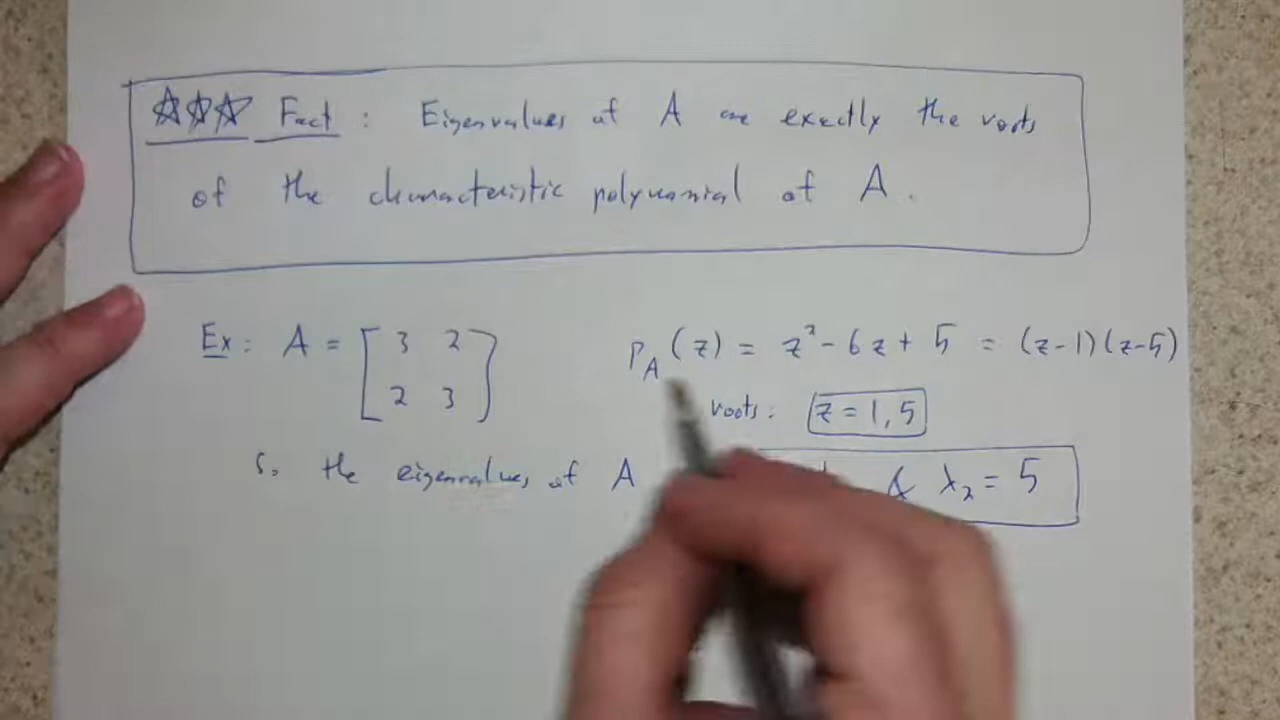 ☆☆☆ Fact : Eigenvalues of A are exactly the roots
of the characteristic polynomial of A.
Ex: A = [3 2
2 3]
P_A(z) = z² - 6z + 5 = (z-1)(z-5)
roots: z = 1, 5
So the eigenvalues of A & λ₂ = 5